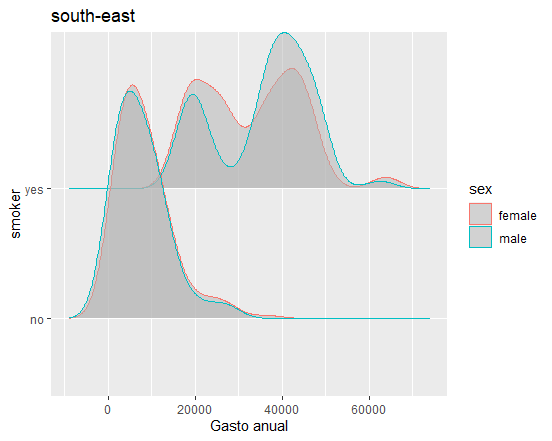 south-east
smoker
yes
no
0 20000 40000 60000
Gasto anual
sex
female
male